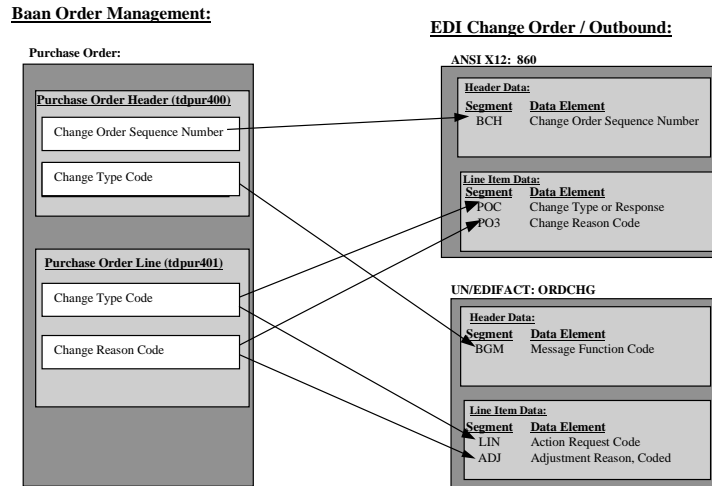 Baan Order Management:
Purchase Order:
Purchase Order Header (tdpur400)
Change Order Sequence Number
Change Type Code
Purchase Order Line (tdpur401)
Change Type Code
Change Reason Code
EDI Change Order / Outbound:
ANSI X12: 860
Header Data:
Segment Data Element
BCH Change Order Sequence Number
Line Item Data:
Segment Data Element
POC Change Type or Response
PO3 Change Reason Code
UN/EDIFACT: ORDCHG
Header Data:
Segment Data Element
BGM Message Function Code
Line Item Data:
Segment Data Element
LIN Action Request Code
ADJ Adjustment Reason, Coded